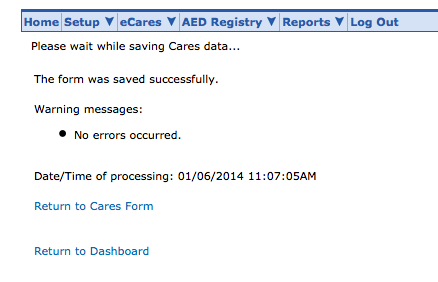 Home Setup ▼ eCares ▼ AED Registry ▼ Reports ▼ Log Out
Please wait while saving Cares data...
The form was saved successfully.
Warning messages:
● No errors occurred.
Date/Time of processing: 01/06/2014 11:07:05AM
Return to Cares Form
Return to Dashboard